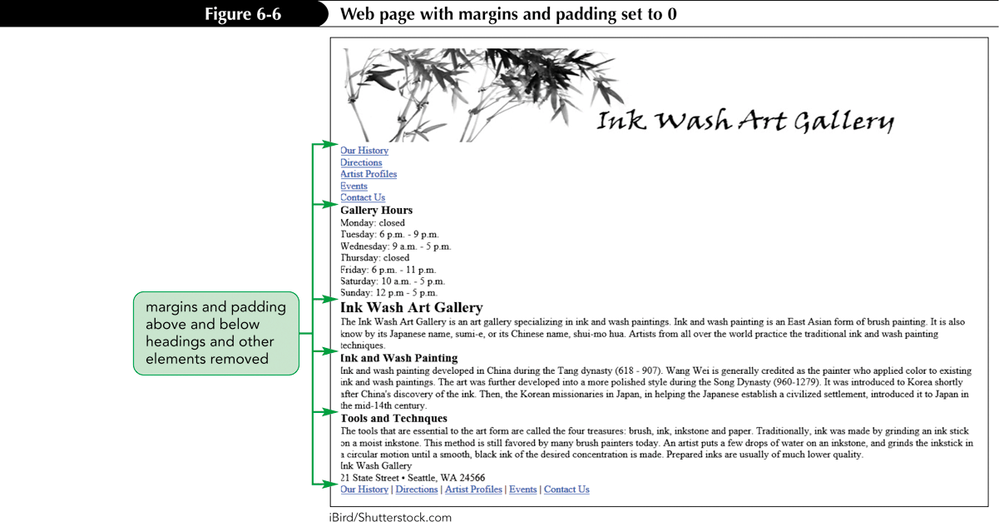 Figure 6-6
Web page with margins and padding set to 0
Ink Wash Art Gallery
Our History
Directions
Artist Profiles
Events
Contact Us
Gallery Hours
Monday: closed
Tuesday: 6 p.m. - 9 p.m.
Wednesday: 9 a.m. - 5 p.m.
Thursday: closed
Friday: 6 p.m. - 11 p.m.
Saturday: 10 a.m. - 5 p.m.
Sunday: 12 p.m - 5 p.m.
Ink Wash Art Gallery
The Ink Wash Art Gallery is an art gallery specializing in ink and wash paintings. Ink and wash painting is an East Asian form of brush painting. It is also
know by its Japanese name, sumi-e, or its Chinese name, shui-mo hua. Artists from all over the world practice the traditional ink and wash painting
techniques.
Ink and Wash Painting
Ink and wash painting developed in China during the Tang dynasty (618 - 907). Wang Wei is generally credited as the painter who applied color to existing
ink and wash paintings. The art was further developed into a more polished style during the Song Dynasty (960-1279). It was introduced to Korea shortly
after China's discovery of the ink. Then, the Korean missionaries in Japan, in helping the Japanese establish a civilized settlement, introduced it to Japan in
the mid-14th century.
Tools and Technques
The tools that are essential to the art form are called the four treasures: brush, ink, inkstone and paper. Traditionally, ink was made by grinding an ink stick
on a moist inkstone. This method is still favored by many brush painters today. An artist puts a few drops of water on an inkstone, and grinds the inkstick in
a circular motion until a smooth, black ink of the desired concentration is made. Prepared inks are usually of much lower quality.
Ink Wash Gallery
21 State Street • Seattle, WA 24566
Our History | Directions | Artist Profiles | Events | Contact Us
margins and padding
above and below
headings and other
elements removed
iBird/Shutterstock.com